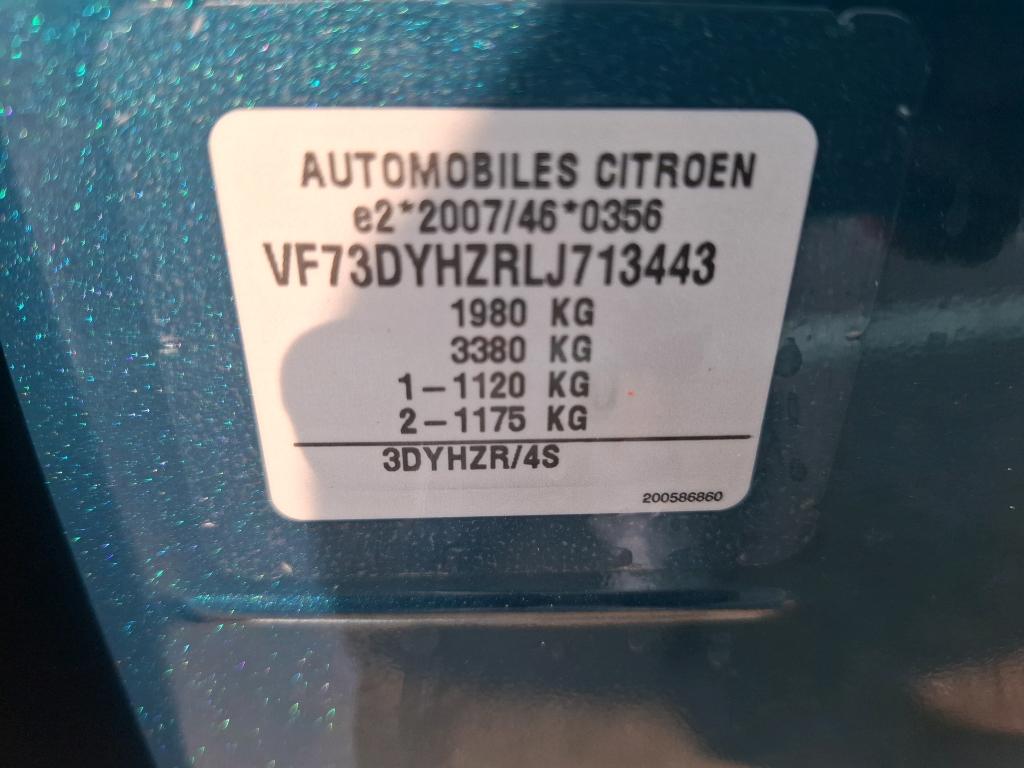 AUTOMOBILES CITROEN
e2*2007/46*0356
VF73DYHZRLJ713443
1980 KG
3380 KG
1-1120 KG
2-1175 KG
3DYHZR/4S
200586860